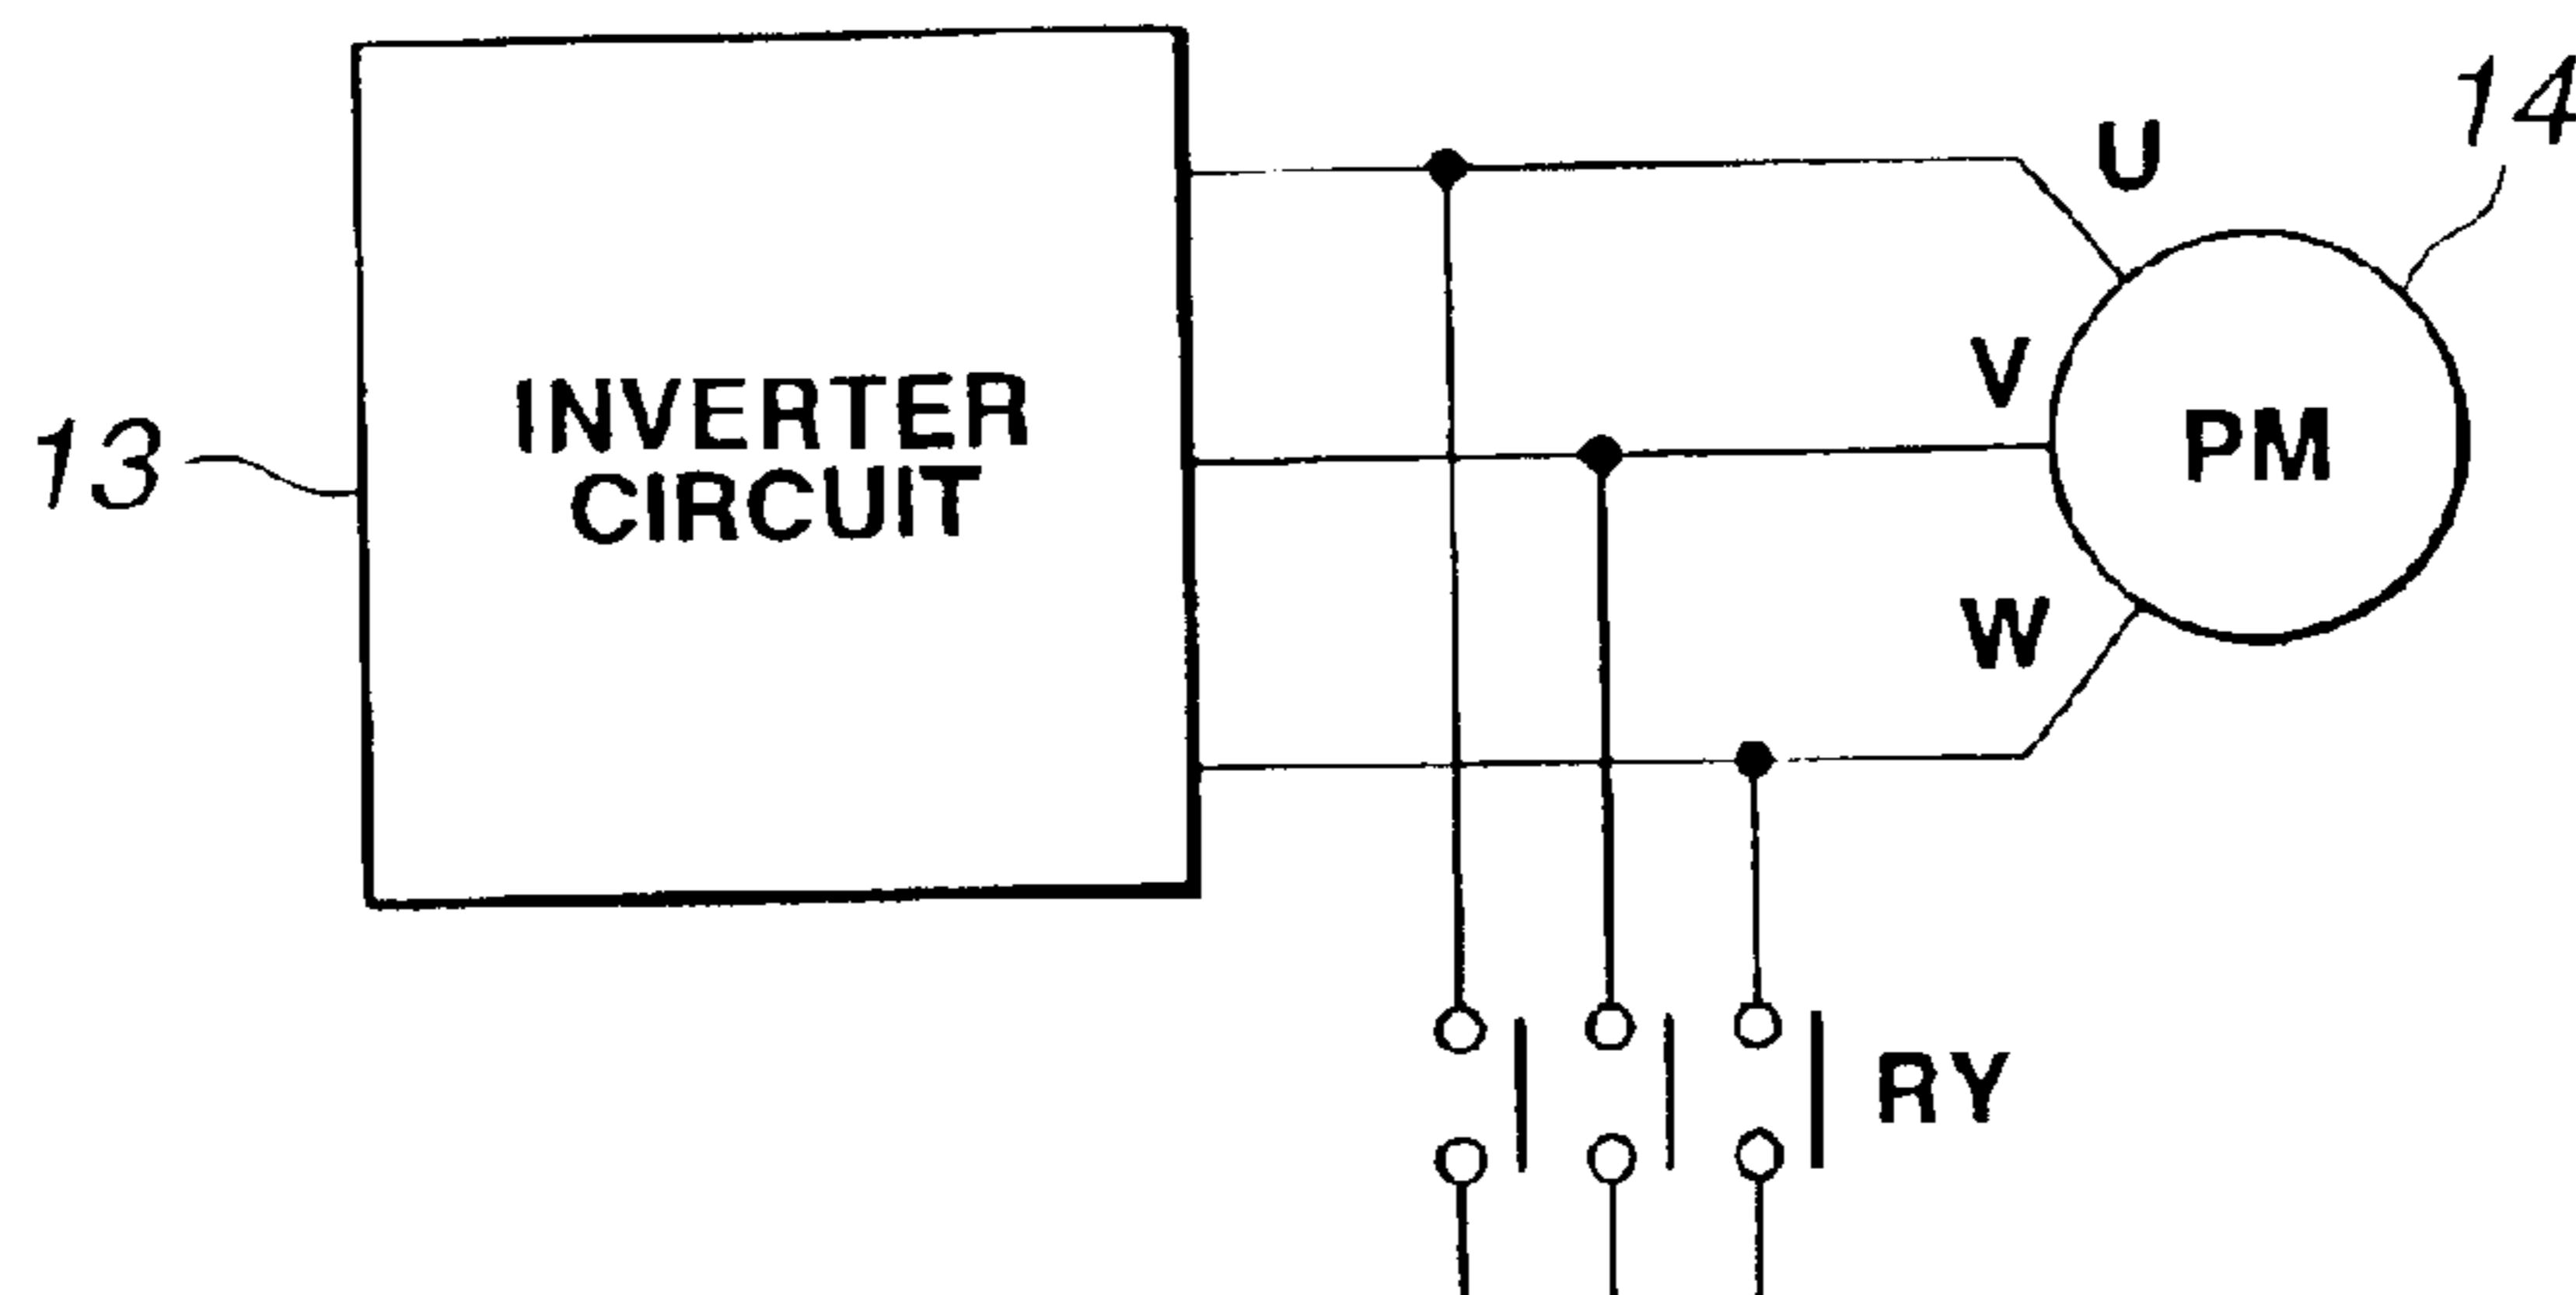 14
U
INVERTER
CIRCUIT
V
PM
13
W
RY